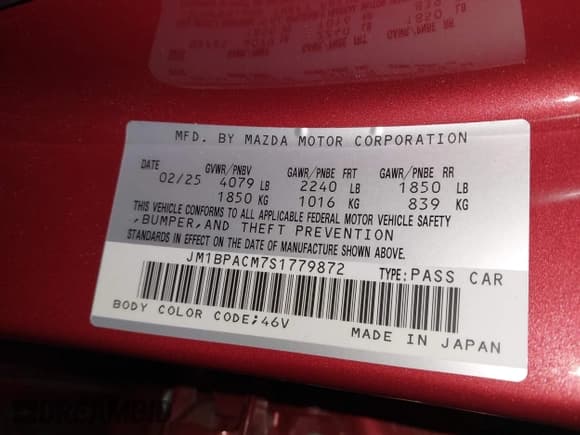 MFD. BY MAZDA MOTOR CORPORATION
DATE GVWR/PNBV GAWR/PNBE FRT GAWR/PNBE RR
02/25 4079 LB 2240 LB 1850 LB
1850 KG 1016 KG 839 KG
THIS VEHICLE CONFORMS TO ALL APPLICABLE FEDERAL MOTOR VEHICLE SAFETY
,BUMPER,AND THEFT PREVENTION
STANDARDS IN EFFECT ON THE DATE OF MANUFACTURE SHOWN ABOVE.
JM1BPACM7S1779872 TYPE:PASS CAR
BODY COLOR CODE;46V MADE IN JAPAN
DREAMBID